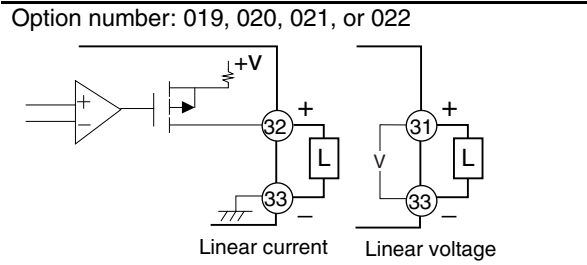 Option number: 019, 020, 021, or 022
+V
+
−
32
+
L
33
−
Linear current
31
+
V
L
33
−
Linear voltage